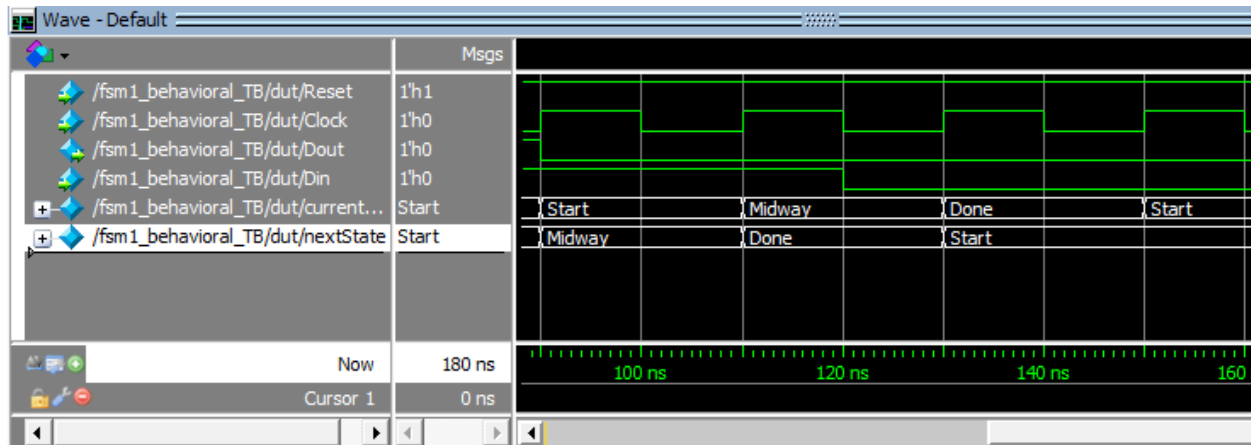 Wave - Default
Msgs
/fsm1_behavioral_TB/dut/Reset 1'h1
/fsm1_behavioral_TB/dut/Clock 1'h0
/fsm1_behavioral_TB/dut/Dout 1'h0
/fsm1_behavioral_TB/dut/Din 1'h0
/fsm1_behavioral_TB/dut/current... Start Start Midway Done Start
/fsm1_behavioral_TB/dut/nextState Start Midway Done Start
Now 180 ns 100 ns 120 ns 140 ns 160
Cursor 1 0 ns